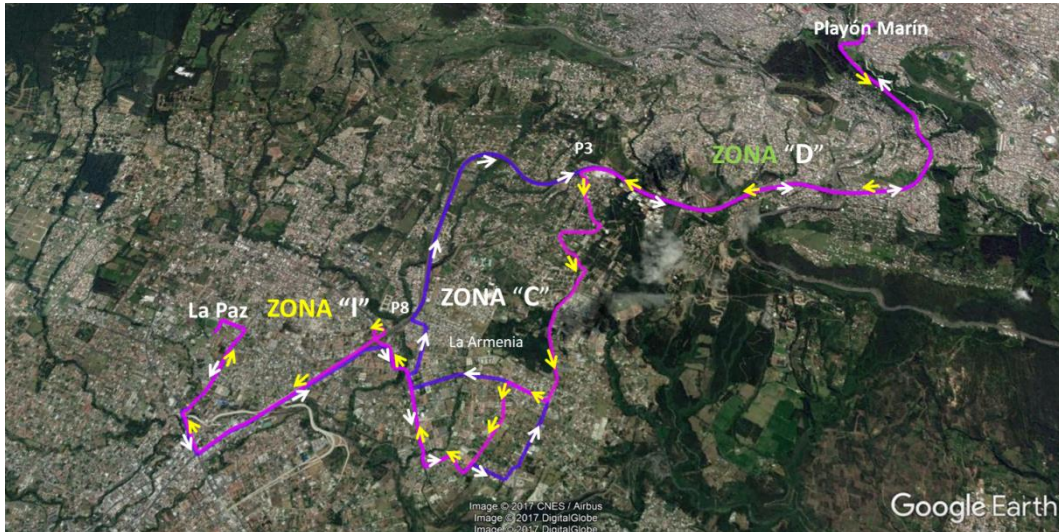 Playón Marín
P3
ZONA "D"
La Paz
ZONA "I"
P8
ZONA "C"
La Armenia
Image © 2017 CNES / Airbus
Image © 2017 DigitalGlobe
Image © 2017 DigitalGlobe
Google Earth